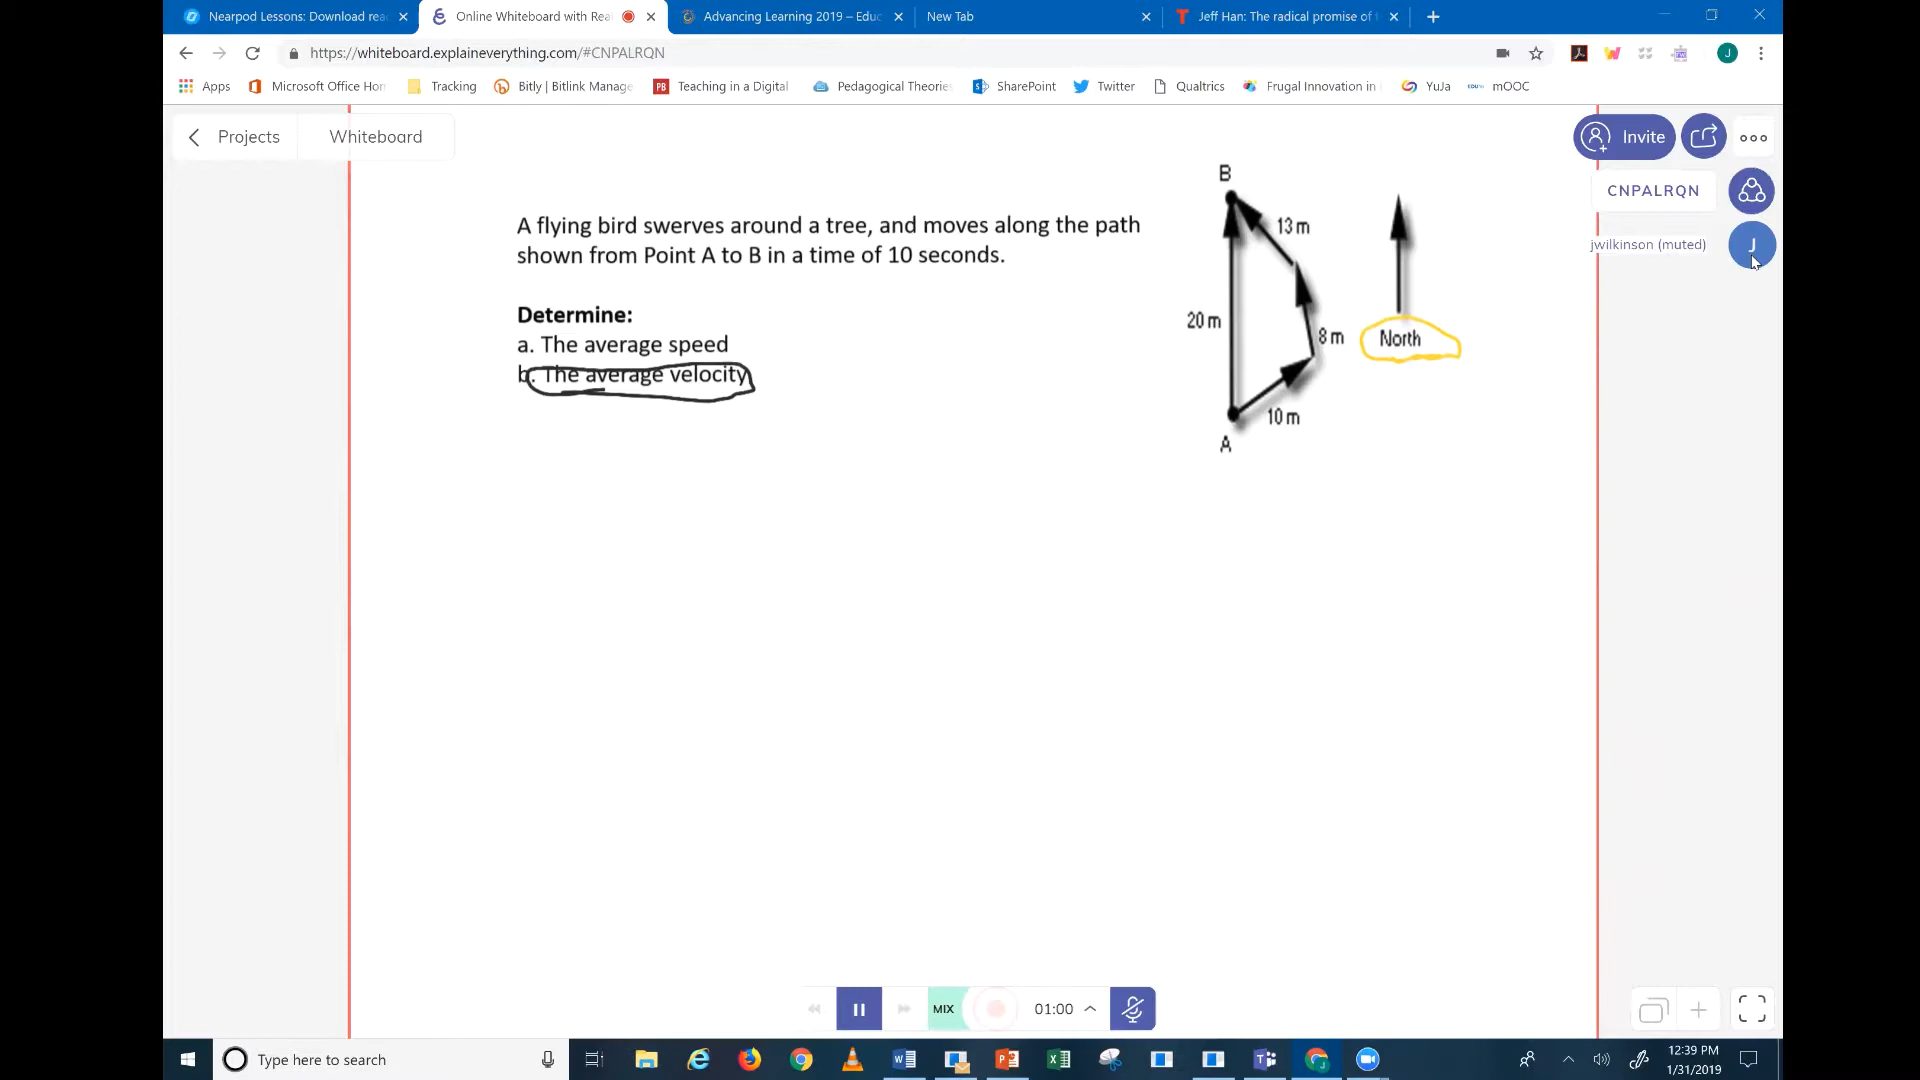 Nearpod Lessons: Download rea
Online Whiteboard with Rea
Advancing Learning 2019 – Educ
New Tab
Jeff Han: The radical promise of
https://whiteboard.explaineverything.com/#CNPALRQN
J
Apps
Microsoft Office Hom
Tracking
Bitly | Bitlink Manage
PB
Teaching in a Digital
Pedagogical Theories
SharePoint
Twitter
Qualtrics
Frugal Innovation in
YuJa
mOOC
Projects
Whiteboard
Invite
CNPALRQN
jwilkinson (muted)
J
A flying bird swerves around a tree, and moves along the path
shown from Point A to B in a time of 10 seconds.
Determine:
a. The average speed
b. The average velocity
B
13 m
20 m
8 m
North
10 m
A
MIX
01:00
Type here to search
12:39 PM
1/31/2019